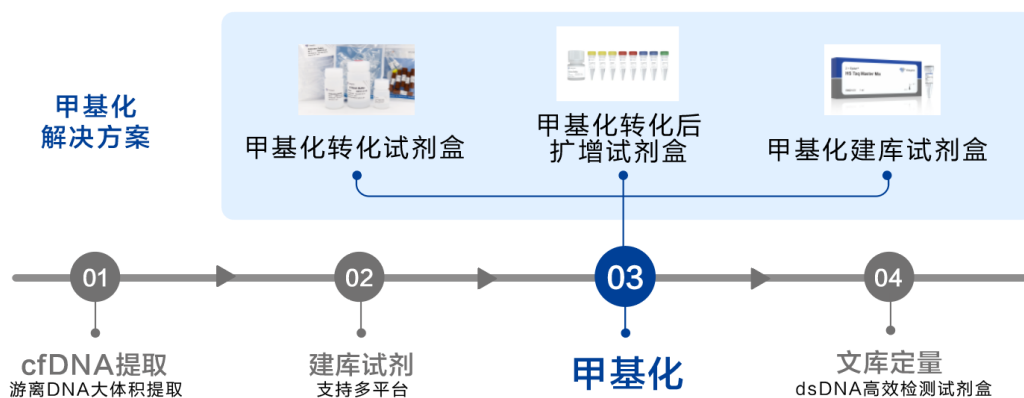 甲基化
解决方案
甲基化转化试剂盒
甲基化转化后
扩增试剂盒
HS Taq Master Mix
甲基化建库试剂盒
01
02
03
04
cfDNA提取
游离DNA大体积提取
建库试剂
支持多平台
甲基化
文库定量
dsDNA高效检测试剂盒